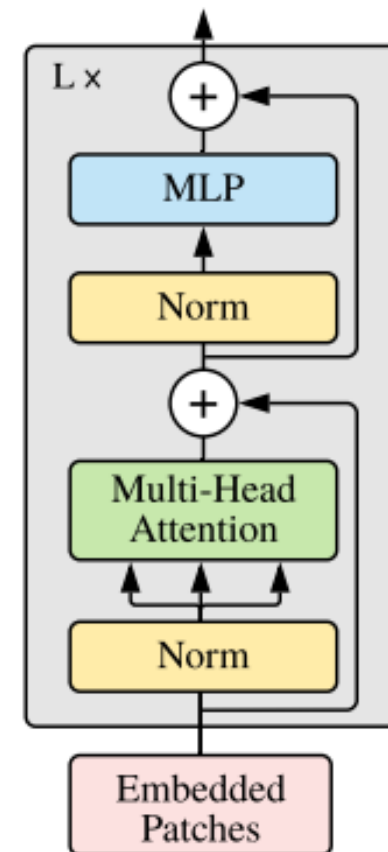 L ×
+
MLP
Norm
+
Multi-Head
Attention
Norm
Embedded
Patches